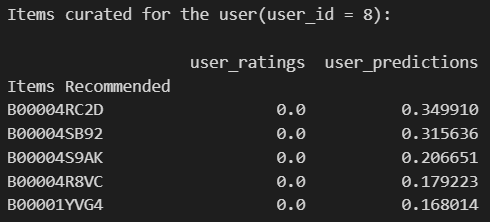 Items curated for the user(user_id = 8):
user_ratings user_predictions
Items Recommended
B00004RC2D 0.0 0.349910
B00004SB92 0.0 0.315636
B00004S9AK 0.0 0.206651
B00004R8VC 0.0 0.179223
B00001YVG4 0.0 0.168014